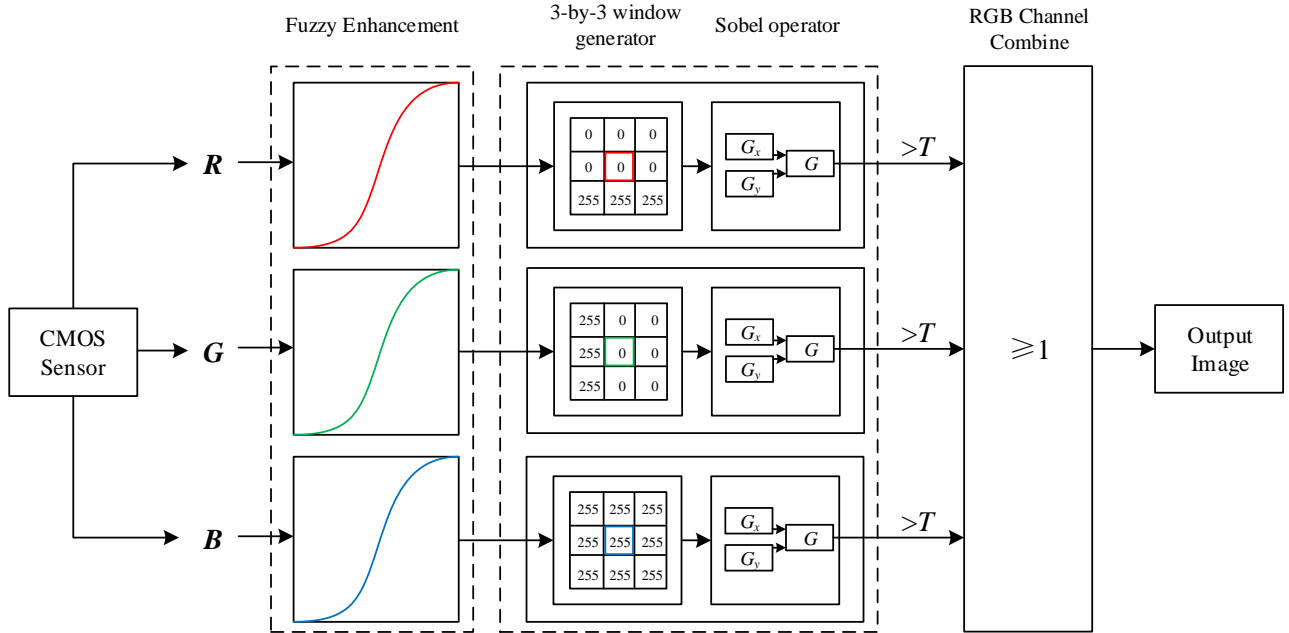 Fuzzy Enhancement
3-by-3 window
generator
Sobel operator
RGB Channel
Combine
CMOS
Sensor
R
0 0 0
0 0 0
255 255 255
Gx
Gy
G
>T
G
255 0 0
255 0 0
255 0 0
Gx
Gy
G
>T
B
255 255 255
255 255 255
255 255 255
Gx
Gy
G
>T
⩾1
Output
Image